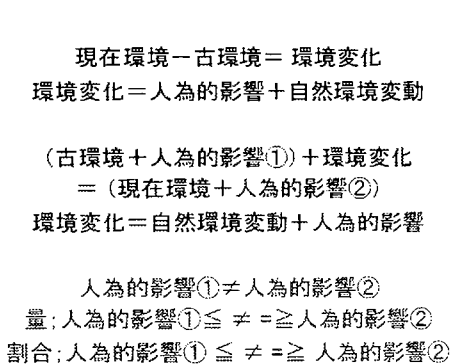 現在環境－古環境＝ 環境変化
環境変化＝人為的影響＋自然環境変動
（古環境＋人為的影響①）＋環境変化
＝（現在環境＋人為的影響②）
環境変化＝自然環境変動＋人為的影響
人為的影響①≠人為的影響②
量；人為的影響①≦ ≠ =≧人為的影響②
割合；人為的影響① ≦ ≠ =≧ 人為的影響②